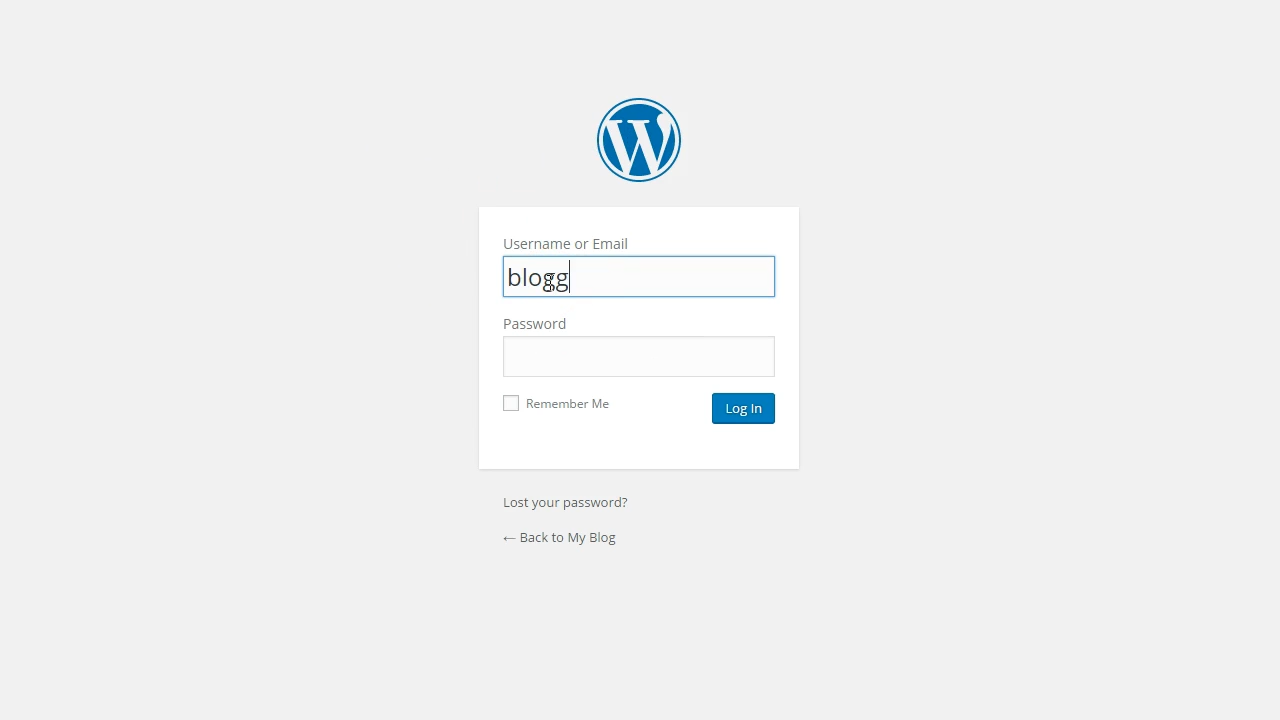 Username or Email
blogg
Password
Remember Me
Log In
Lost your password?
← Back to My Blog